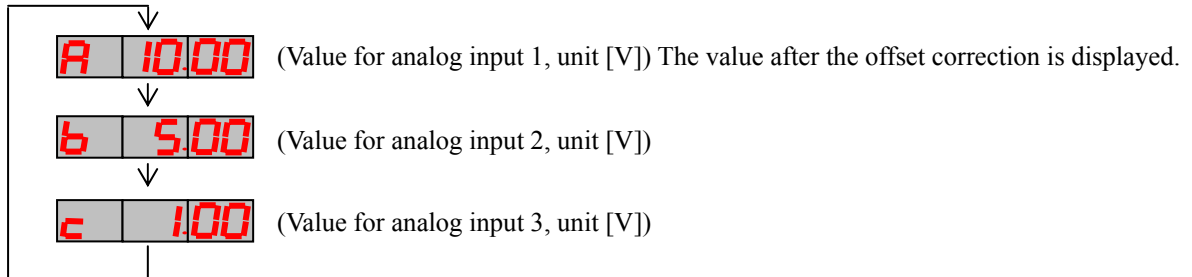 A 10.00 (Value for analog input 1, unit [V]) The value after the offset correction is displayed.
b 5.00 (Value for analog input 2, unit [V])
c 1.00 (Value for analog input 3, unit [V])